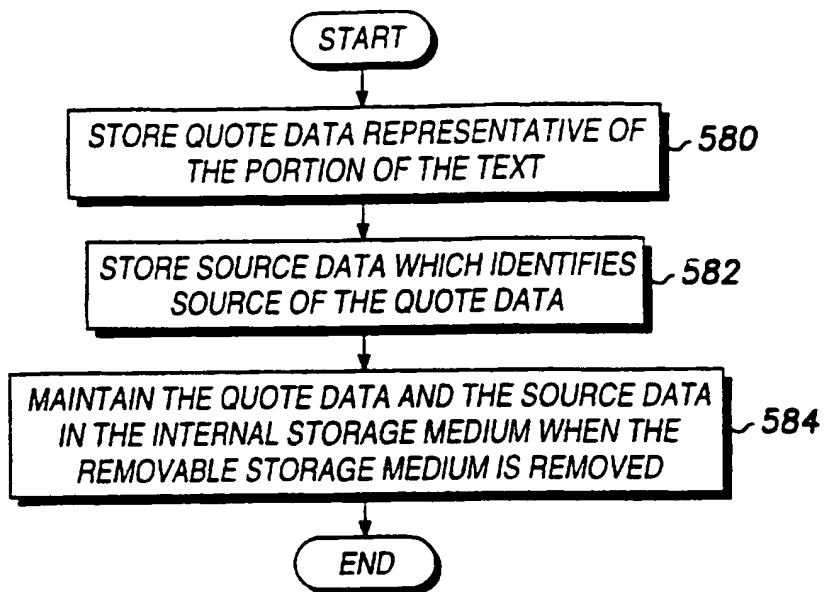 START
STORE QUOTE DATA REPRESENTATIVE OF
THE PORTION OF THE TEXT
580
STORE SOURCE DATA WHICH IDENTIFIES
SOURCE OF THE QUOTE DATA
582
MAINTAIN THE QUOTE DATA AND THE SOURCE DATA
IN THE INTERNAL STORAGE MEDIUM WHEN THE
REMOVABLE STORAGE MEDIUM IS REMOVED
584
END